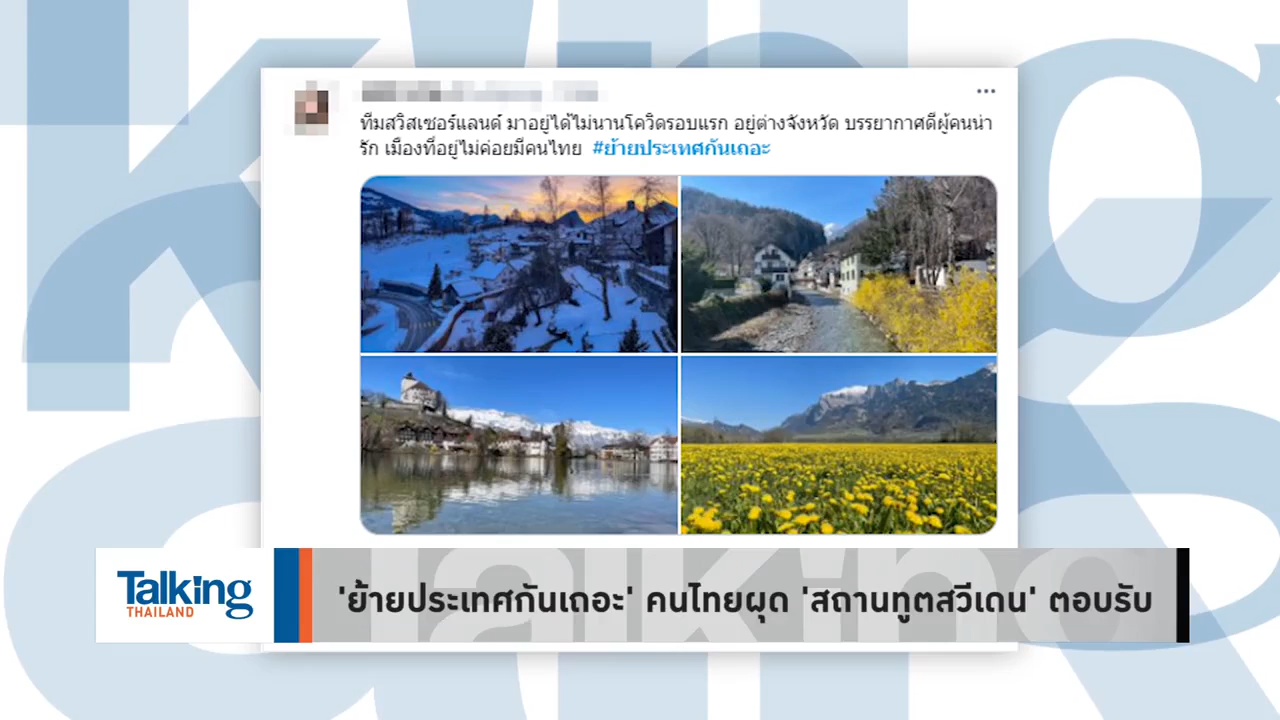 ทีมสวิสเซอร์แลนด์ มาอยู่ได้ไม่นานโควิดรอบแรก อยู่ต่างจังหวัด บรรยากาศดีผู้คนน่า
รัก เมืองที่อยู่ไม่ค่อยมีคนไทย #ย้ายประเทศกันเถอะ
Talking
THAILAND
'ย้ายประเทศกันเถอะ' คนไทยผุด 'สถานทูตสวีเดน' ตอบรับ